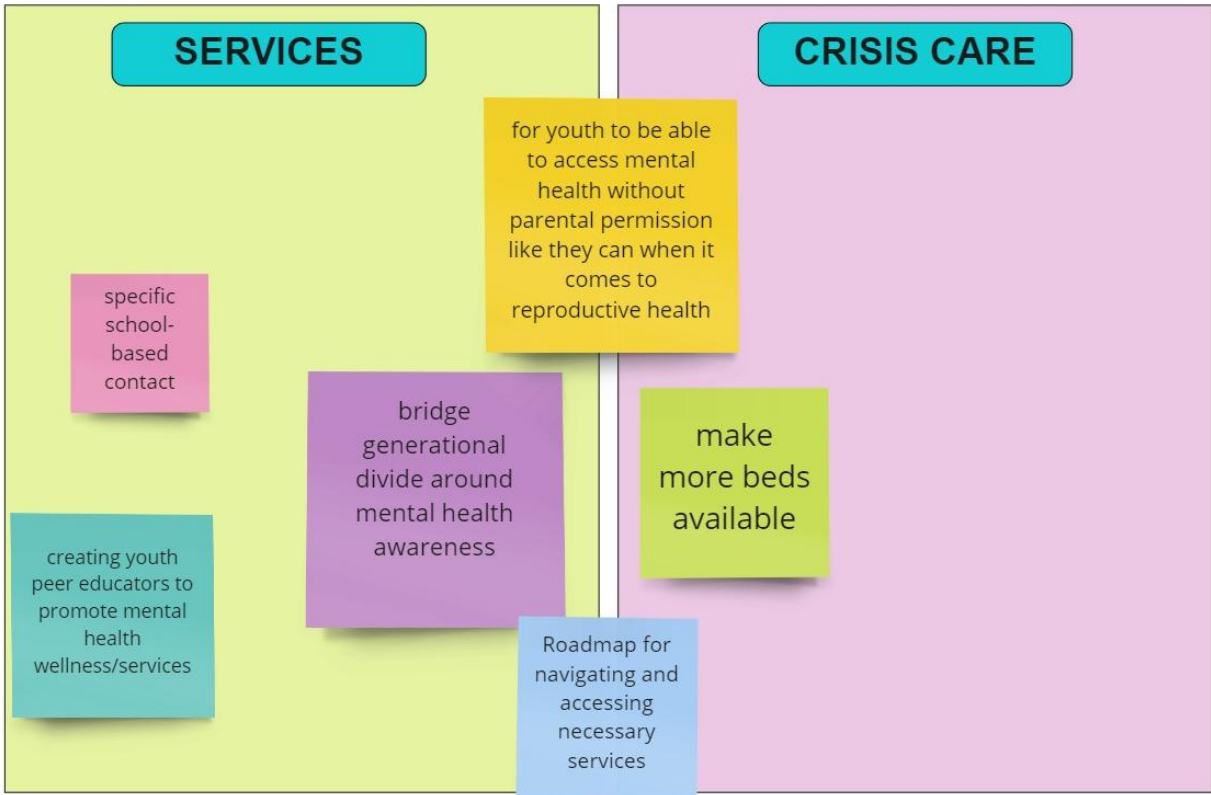 SERVICES
CRISIS CARE
for youth to be able
to access mental
health without
parental permission
like they can when it
comes to
reproductive health
specific
school-
based
contact
bridge
generational
divide around
mental health
awareness
make
more beds
available
creating youth
peer educators to
promote mental
health
wellness/services
Roadmap for
navigating and
accessing
necessary
services